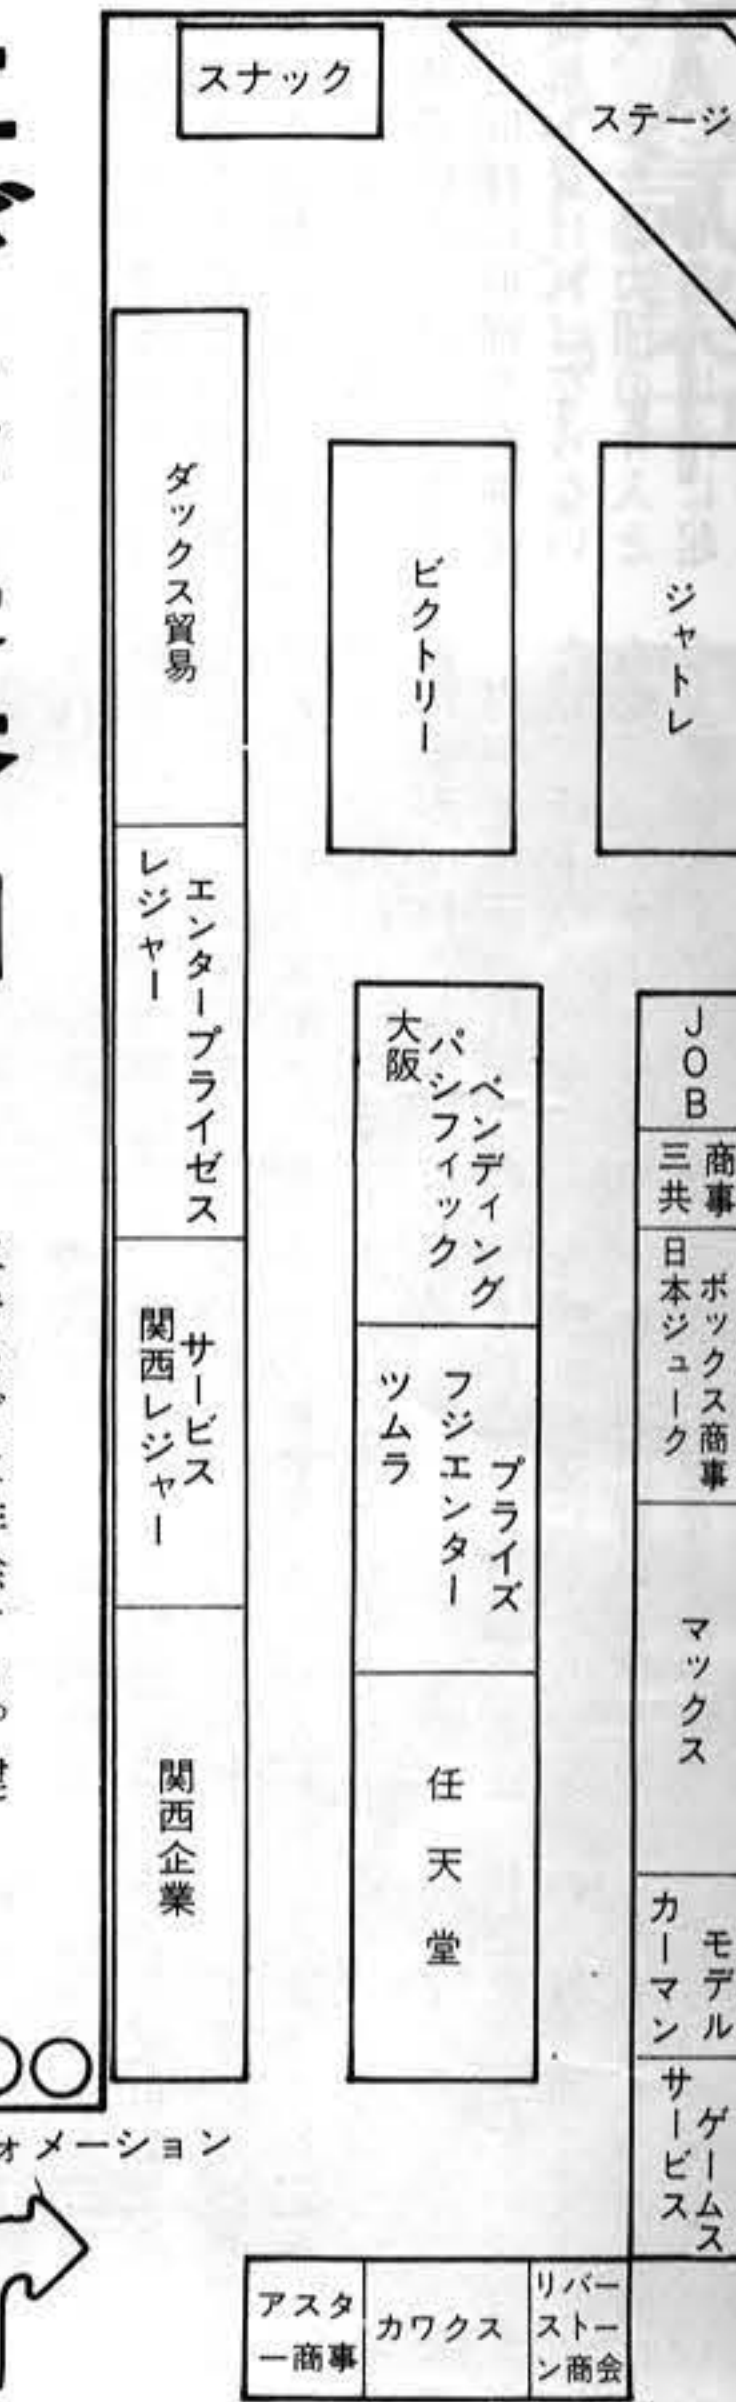 スナック
ステージ
ダックス貿易
ビクトリー
ジャトレ
レジャー
エンタープライゼス
大阪
パシフィック
ベンディング
JOB
三共
商事
日本ジューク
ボックス商事
関西レジャー
サービス
ツムラ
フジエンター
プライズ
マックス
関西企業
任天堂
カーマン
モデル
サービス
ゲームス
ォメーション
アスタ
ー商事
カワクス
リバー
ストー
ン商会